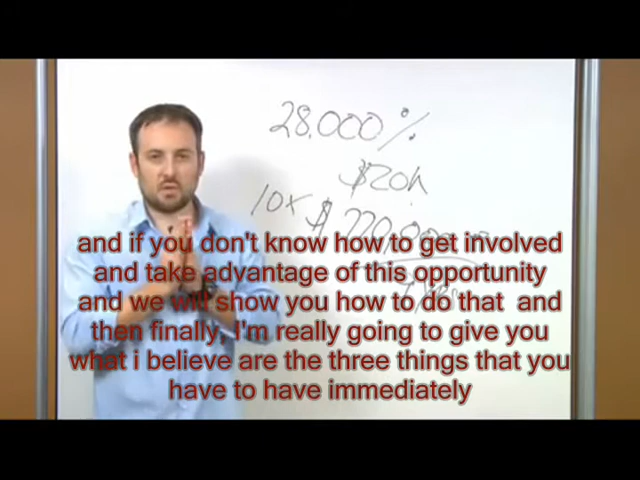 28.000%
$20h
10x $
and if you don't know how to get involved
and take advantage of this opportunity
and we will show you how to do that  and
then finally, I'm really going to give you
what i believe are the three things that you
have to have immediately